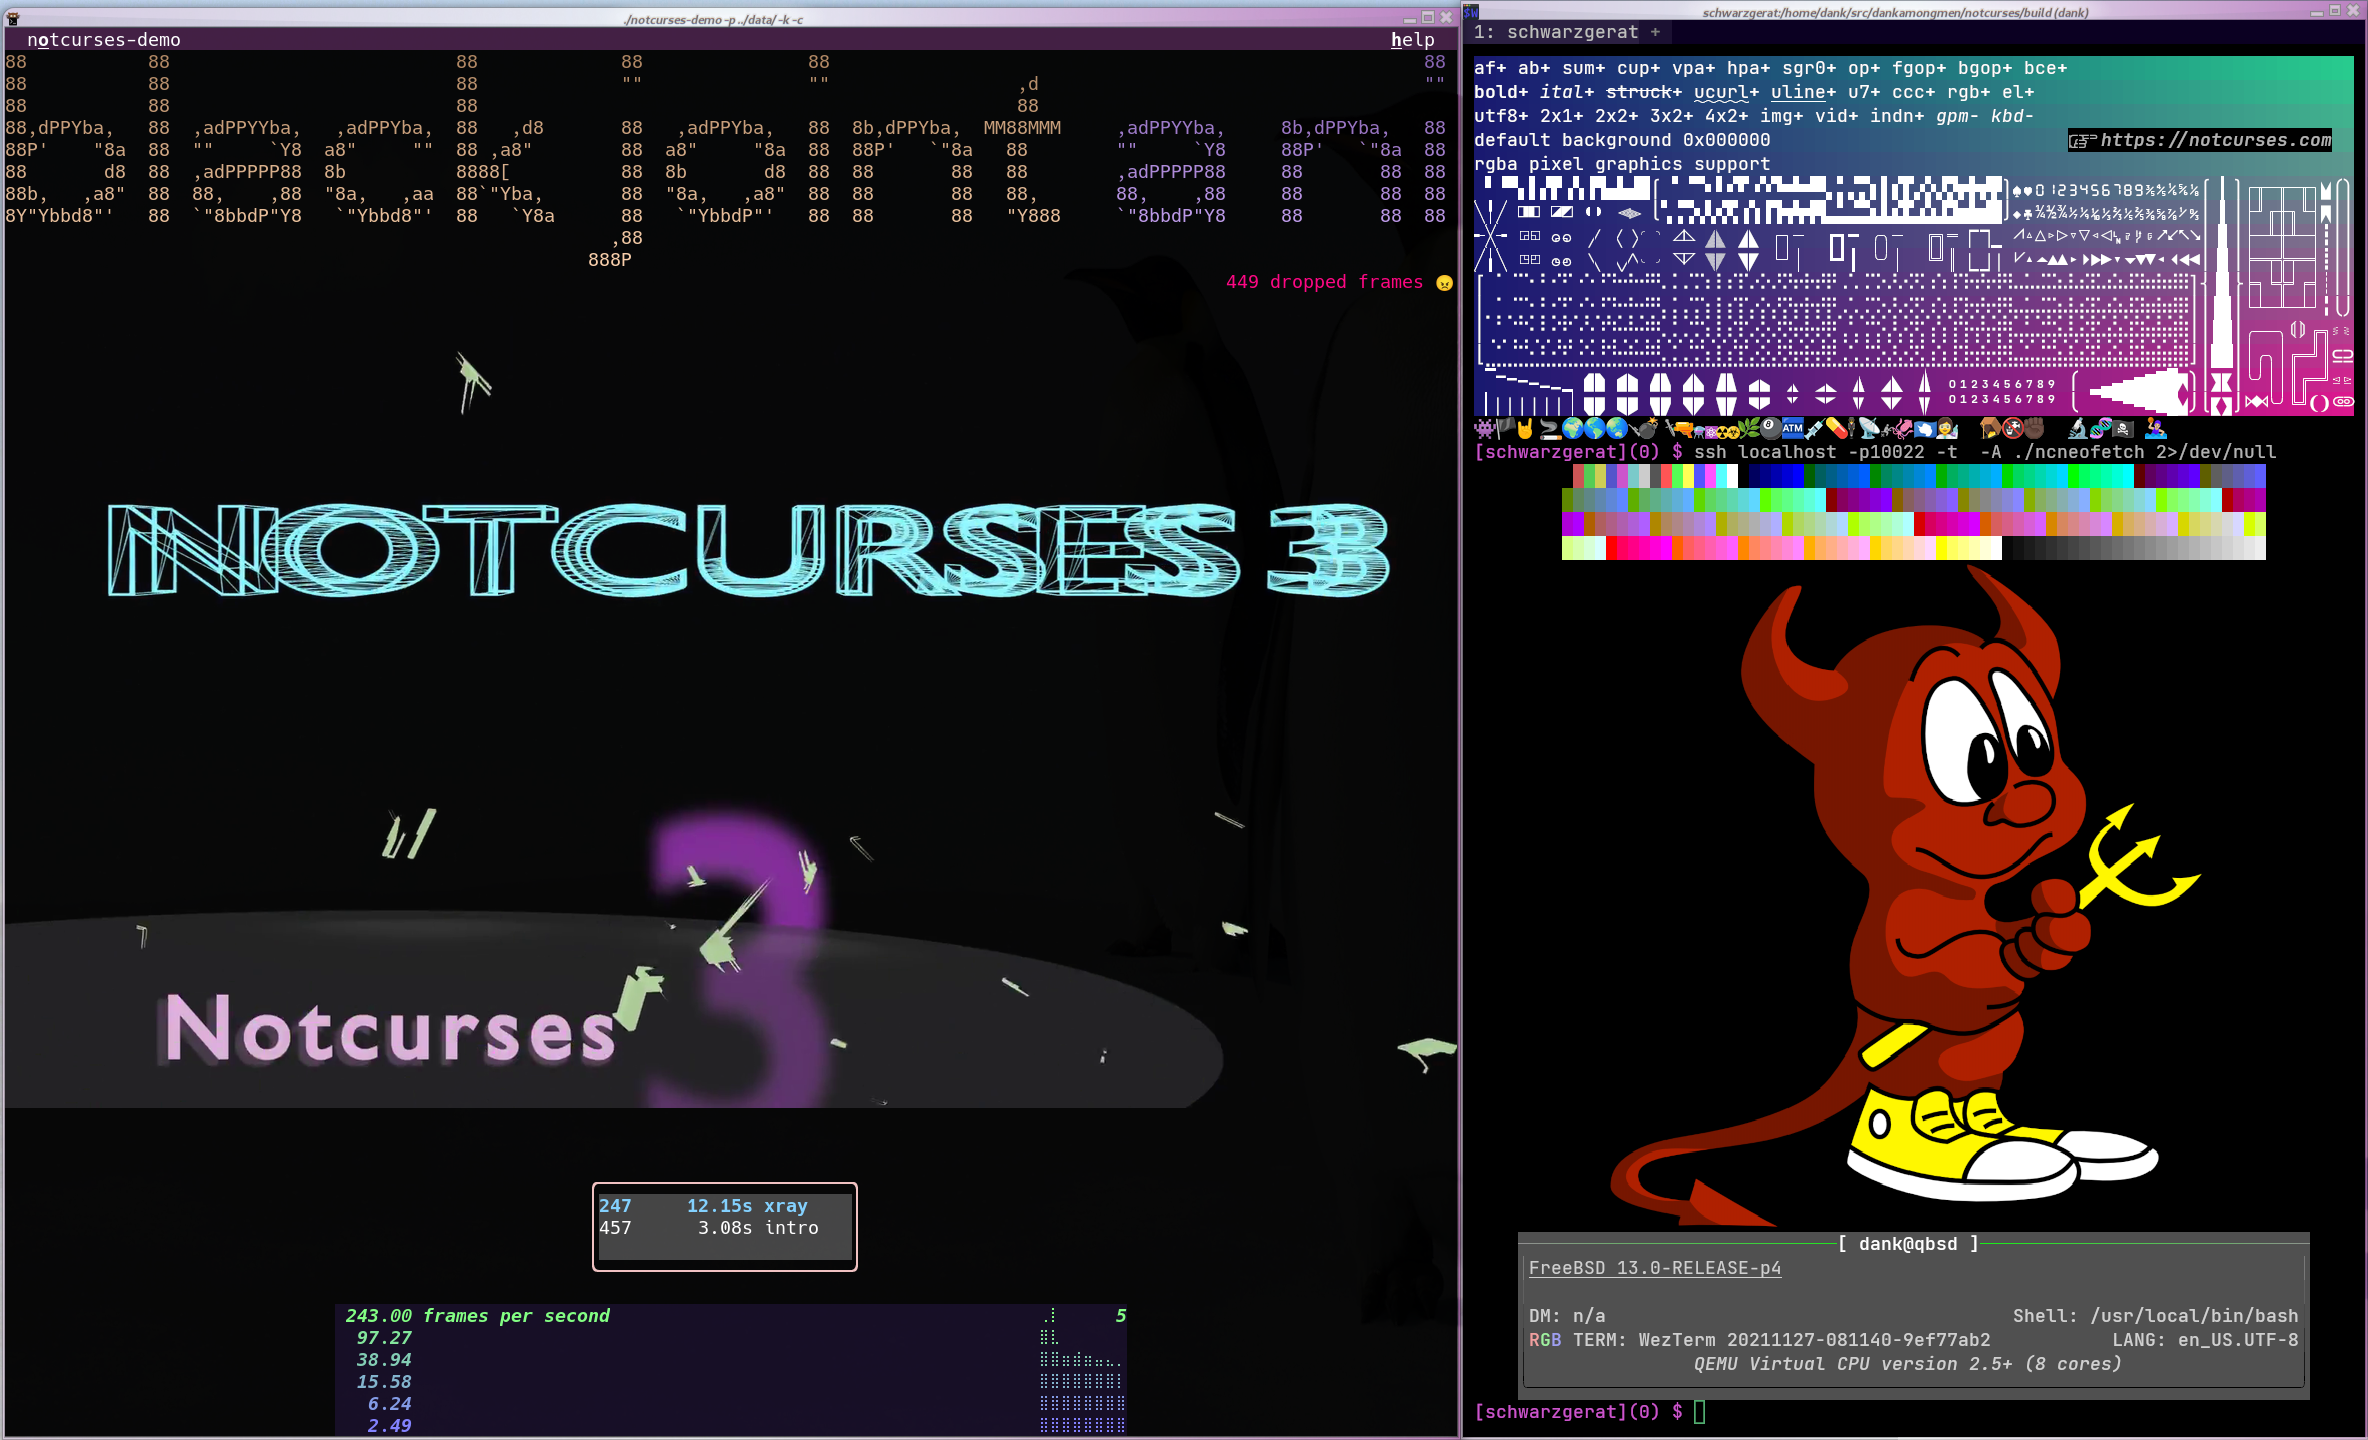 ./notcurses-demo -p ../data/ -k -c
notcurses-demo help
black joint art i
449 dropped frames 😠
NOTCURSES 3
3
Notcurses
247 12.15s xray
457 3.08s intro
243.00 frames per second 5
97.27
38.94
15.58
6.24
2.49
schwarzgerat:/home/dank/src/dankamongmen/notcurses/build (dank)
1: schwarzgerat +
af+ ab+ sum+ cup+ vpa+ hpa+ sgr0+ op+ fgop+ bgop+ bce+
bold+ ital+ struck+ ucurl+ uline+ u7+ ccc+ rgb+ el+
utf8+ 2x1+ 2x2+ 3x2+ 4x2+ img+ vid+ indn+ gpm- kbd-
default background 0x000000 https://notcurses.com
rgba pixel graphics support
0123456789
0123456789
0123456789
[schwarzgerat](0) $ ssh localhost -p10022 -t  -A ./ncneofetch 2>/dev/null
[ dank@qbsd ]
FreeBSD 13.0-RELEASE-p4
DM: n/a Shell: /usr/local/bin/bash
RGB TERM: WezTerm 20211127-081140-9ef77ab2 LANG: en_US.UTF-8
QEMU Virtual CPU version 2.5+ (8 cores)
[schwarzgerat](0) $